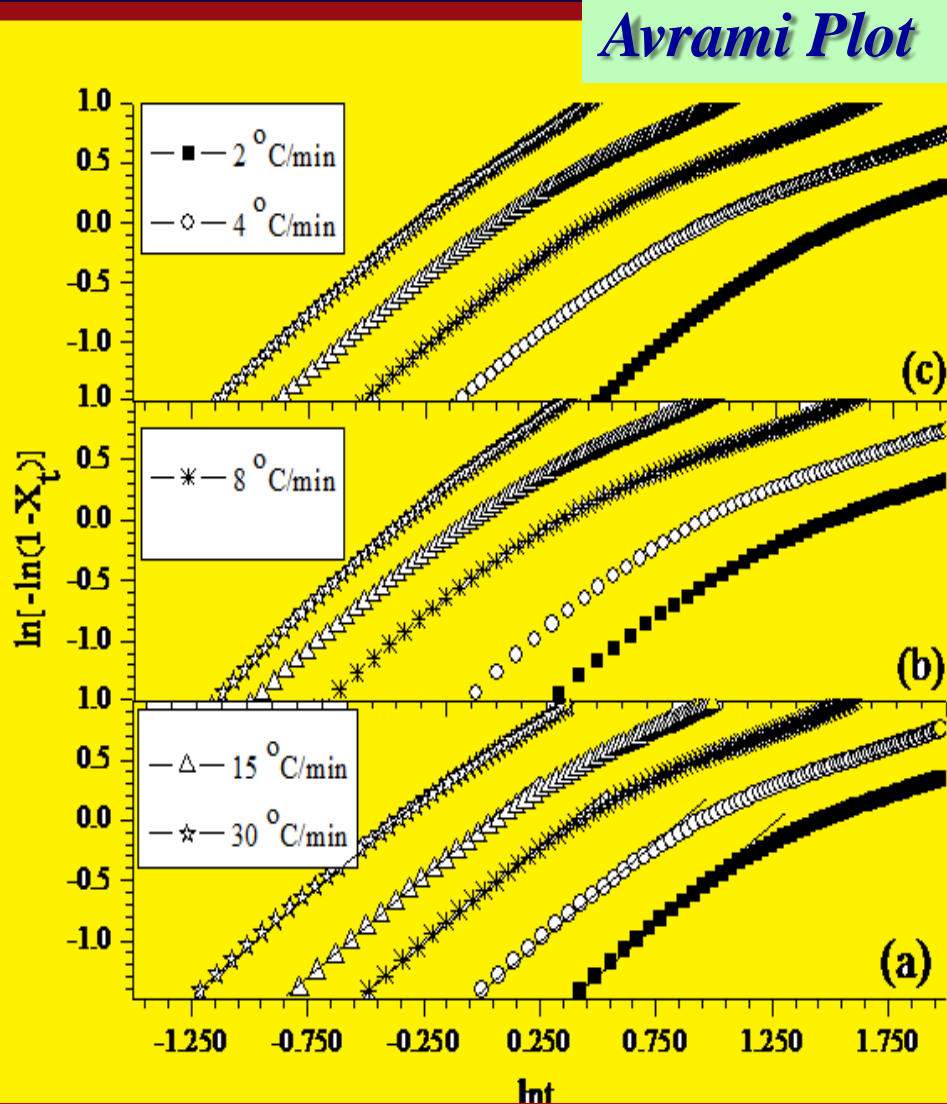 Avrami Plot
1.0
0.5
0.0
-0.5
-1.0
2 °C/min
4 °C/min
(c)
1.0
0.5
0.0
-0.5
-1.0
8 °C/min
(b)
1.0
0.5
0.0
-0.5
-1.0
15 °C/min
30 °C/min
(a)
ln[-ln(1-Xt)]
-1.250 -0.750 -0.250 0.250 0.750 1.250 1.750
lnt